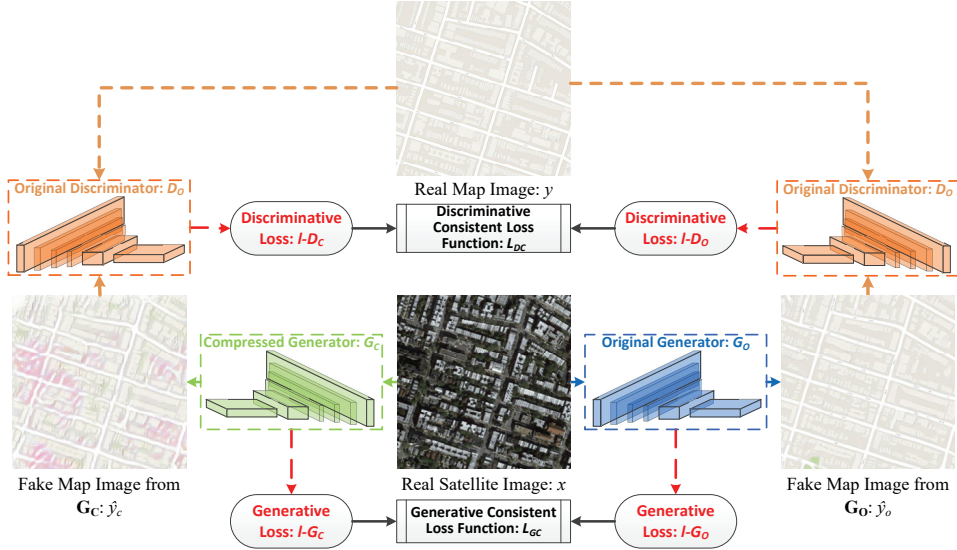 Real Map Image: y
Original Discriminator: D_O
Original Discriminator: D_O
Discriminative
Loss: l-D_C
Discriminative
Consistent Loss
Function: L_DC
Discriminative
Loss: l-D_O
Compressed Generator: G_C
Original Generator: G_O
Fake Map Image from
G_C: ŷ_c
Real Satellite Image: x
Fake Map Image from
G_O: ŷ_o
Generative
Loss: l-G_C
Generative Consistent
Loss Function: L_GC
Generative
Loss: l-G_O